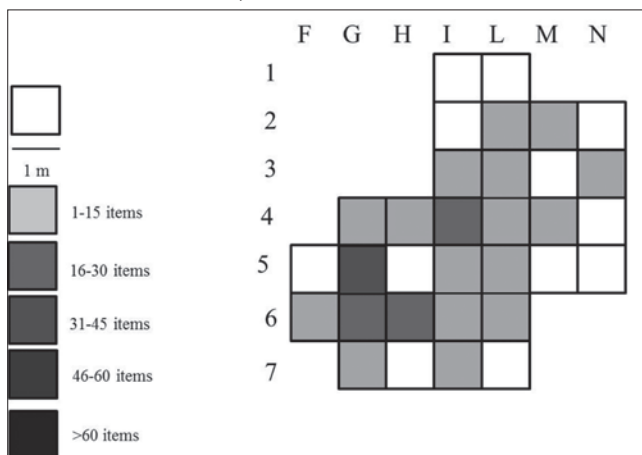 F G H I L M N
1
2
3
4
5
6
7
1 m
1-15 items
16-30 items
31-45 items
46-60 items
>60 items